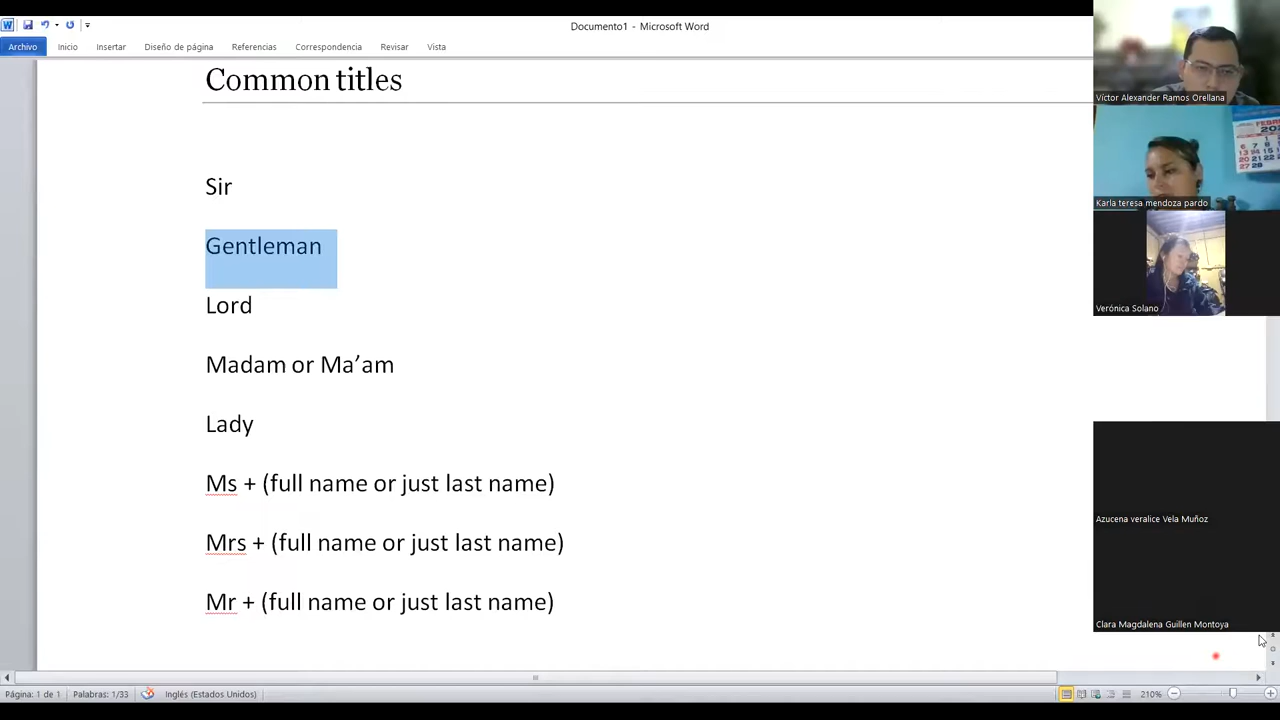 Documento1 - Microsoft Word
Archivo Inicio Insertar Diseño de página Referencias Correspondencia Revisar Vista
Common titles
Sir
Gentleman
Lord
Madam or Ma’am
Lady
Ms + (full name or just last name)
Mrs + (full name or just last name)
Mr + (full name or just last name)
Víctor Alexander Ramos Orellana
Karla teresa mendoza pardo
Verónica Solano
Azucena veralice Vela Muñoz
Clara Magdalena Guillen Montoya
Página: 1 de 1 Palabras: 1/33 Inglés (Estados Unidos) 210%